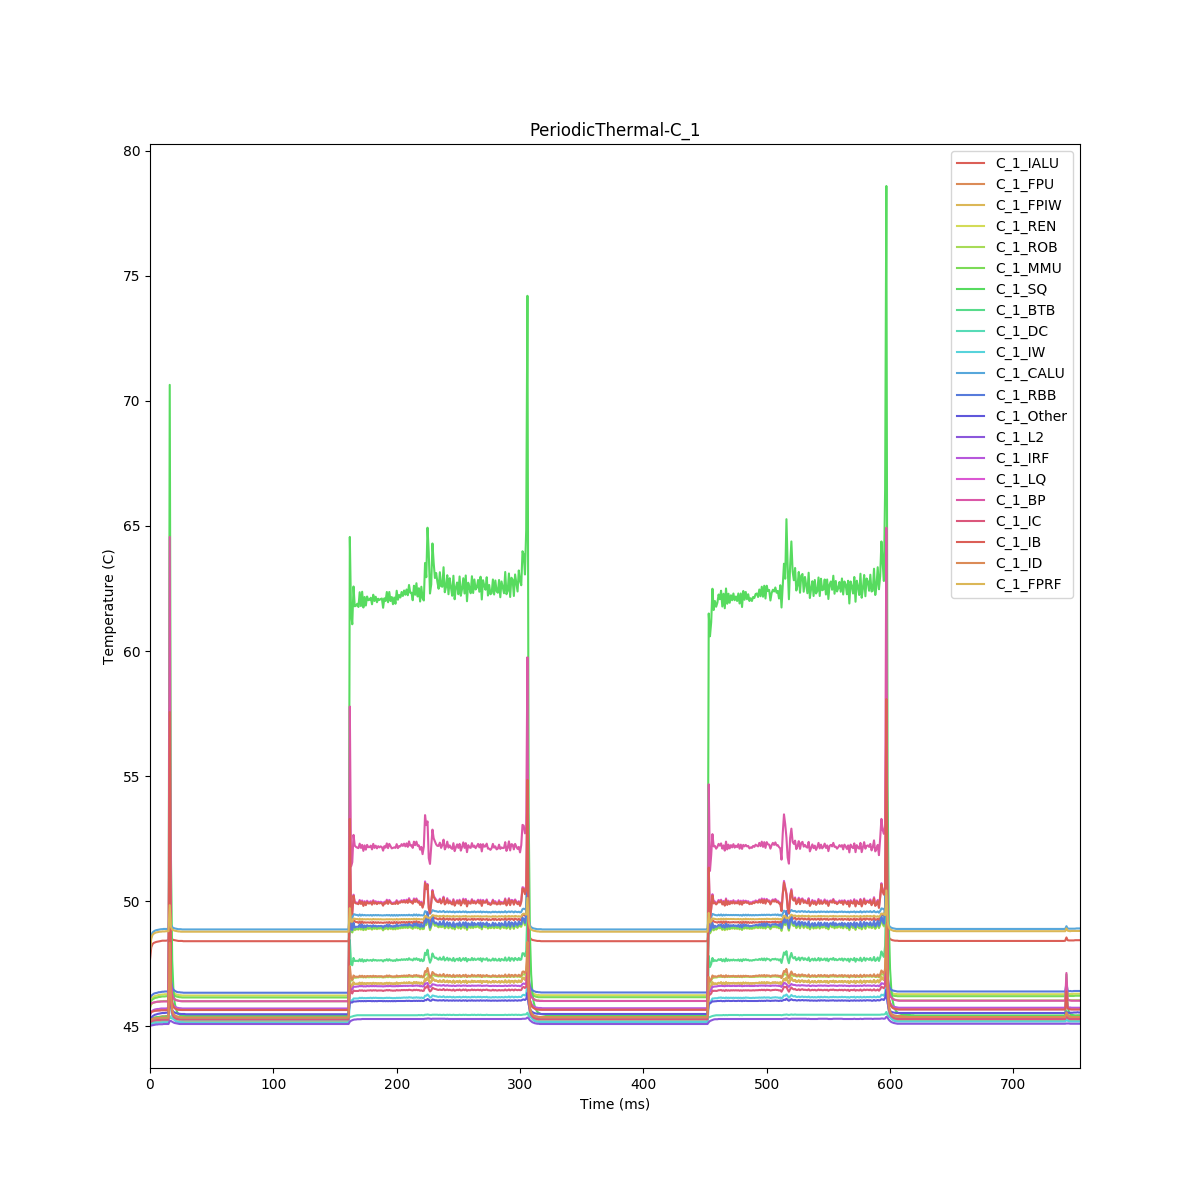 PeriodicThermal-C_1
80
75
70
65
60
55
50
45
Temperature (C)
0 100 200 300 400 500 600 700
Time (ms)
C_1_IALU
C_1_FPU
C_1_FPIW
C_1_REN
C_1_ROB
C_1_MMU
C_1_SQ
C_1_BTB
C_1_DC
C_1_IW
C_1_CALU
C_1_RBB
C_1_Other
C_1_L2
C_1_IRF
C_1_LQ
C_1_BP
C_1_IC
C_1_IB
C_1_ID
C_1_FPRF